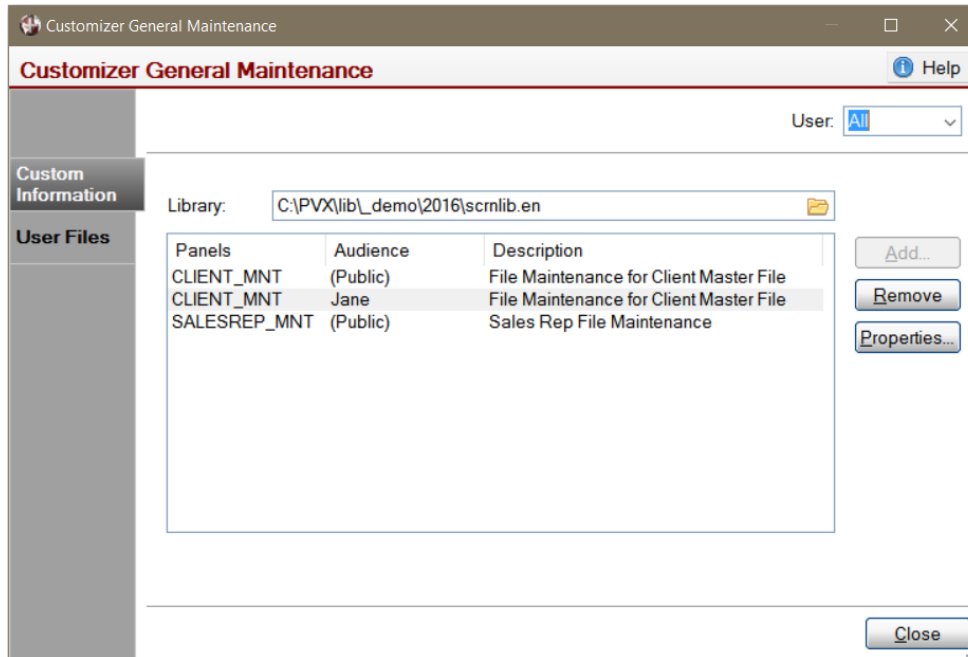 Customizer General Maintenance
Customizer General Maintenance
Help
User: All
Custom
Information
User Files
Library: C:\PVX\lib\_demo\2016\scrnlib.en
Panels Audience Description
CLIENT_MNT (Public) File Maintenance for Client Master File
CLIENT_MNT Jane File Maintenance for Client Master File
SALESREP_MNT (Public) Sales Rep File Maintenance
Add...
Remove
Properties...
Close